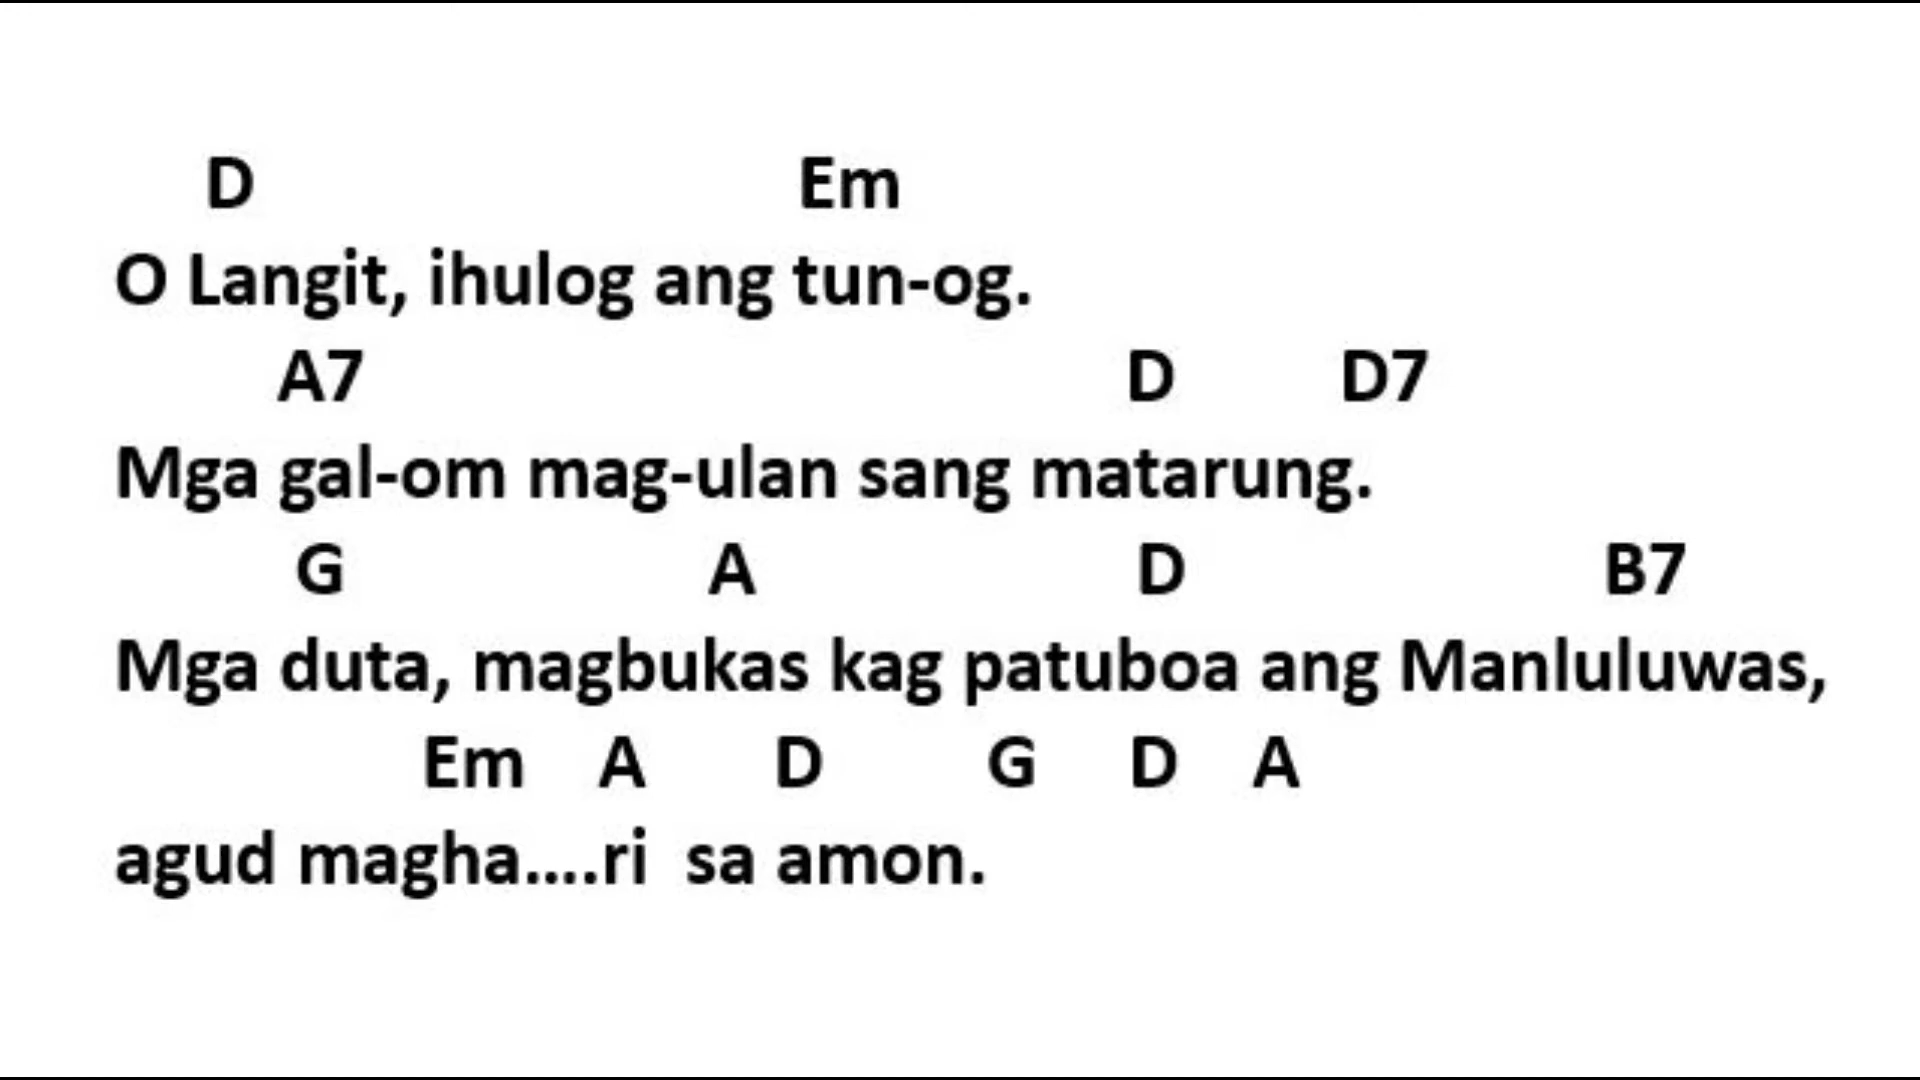 D Em
O Langit, ihulog ang tun-og.
A7 D D7
Mga gal-om mag-ulan sang matarung.
G A D B7
Mga duta, magbukas kag patuboa ang Manluluwas,
Em A D G D A
agud magha....ri sa amon.